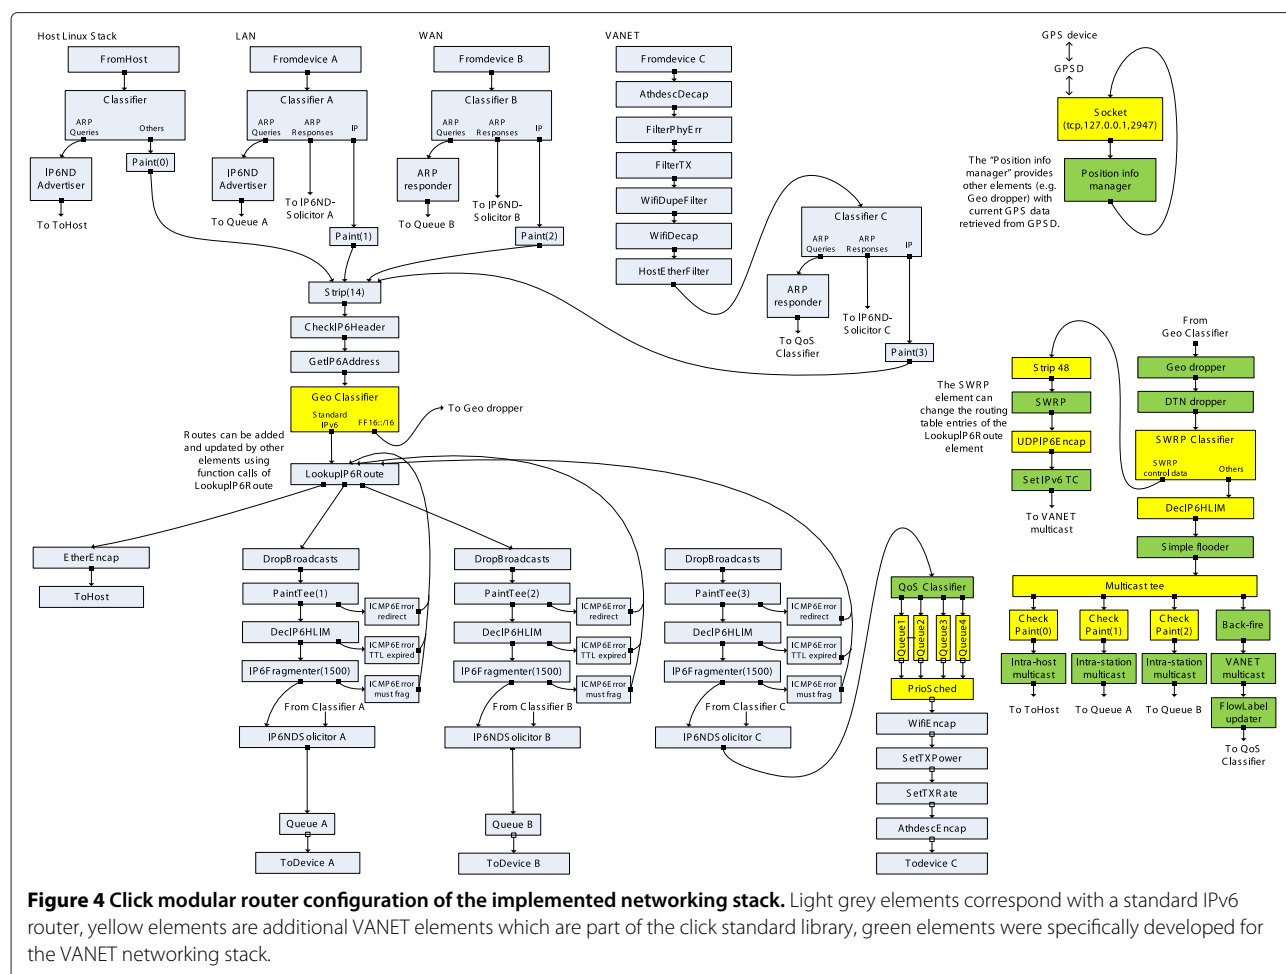 Host Linux Stack
LAN
WAN
VANET
GPS device
GPSD
FromHost
Fromdevice A
Fromdevice B
Fromdevice C
Classifier
ARP
Queries
Others
Classifier A
ARP
Queries
ARP
Responses
IP
Classifier B
ARP
Queries
ARP
Responses
IP
AthdescDecap
FilterPhyErr
FilterTX
WifiDupeFilter
WifiDecap
HostEtherFilter
Socket
(tcp,127.0.0.1,2947)
The “Position info
manager” provides
other elements (e.g.
Geo dropper) with
current GPS data
retrieved from GPSD.
Position info
manager
IP6ND
Advertiser
Paint(0)
To ToHost
IP6ND
Advertiser
To Queue A
To IP6ND-
Solicitor A
Paint(1)
ARP
responder
To Queue B
To IP6ND-
Solicitor B
Paint(2)
Classifier C
ARP
Queries
ARP
Responses
IP
ARP
responder
To QoS
Classifier
To IP6ND-
Solicitor C
Paint(3)
Strip(14)
CheckIP6Header
GetIP6Address
Geo Classifier
Standard
IPv6
FF16::/16
To Geo dropper
Routes can be added
and updated by other
elements using
function calls of
LookupIP6Route
LookupIP6Route
The SWRP
element can
change the routing
table entries of the
LookupIP6Route
element
Strip 48
SWRP
UDPIP6Encap
Set IPv6 TC
To VANET
multicast
From
Geo Classifier
Geo dropper
DTN dropper
SWRP Classifier
SWRP
control data
Others
DecIP6HLIM
Simple flooder
Multicast tee
Check
Paint(0)
Check
Paint(1)
Check
Paint(2)
Back-fire
Intra-host
multicast
Intra-station
multicast
Intra-station
multicast
VANET
multicast
To ToHost
To Queue A
To Queue B
FlowLabel
updater
To QoS
Classifier
EtherEncap
ToHost
DropBroadcasts
PaintTee(1)
ICMP6Error
redirect
DecIP6HLIM
ICMP6Error
TTL expired
IP6Fragmenter(1500)
ICMP6Error
must frag
From Classifier A
IP6NDSolicitor A
Queue A
ToDevice A
DropBroadcasts
PaintTee(2)
ICMP6Error
redirect
DecIP6HLIM
ICMP6Error
TTL expired
IP6Fragmenter(1500)
ICMP6Error
must frag
From Classifier B
IP6NDSolicitor B
Queue B
ToDevice B
DropBroadcasts
PaintTee(3)
ICMP6Error
redirect
DecIP6HLIM
ICMP6Error
TTL expired
IP6Fragmenter(1500)
ICMP6Error
must frag
From Classifier C
IP6NDSolicitor C
QoS Classifier
Queue1
Queue2
Queue3
Queue4
PrioSched
WifiEncap
SetTXPower
SetTXRate
AthdescEncap
Todevice C
Figure 4 Click modular router configuration of the implemented networking stack. Light grey elements correspond with a standard IPv6
router, yellow elements are additional VANET elements which are part of the click standard library, green elements were specifically developed for
the VANET networking stack.